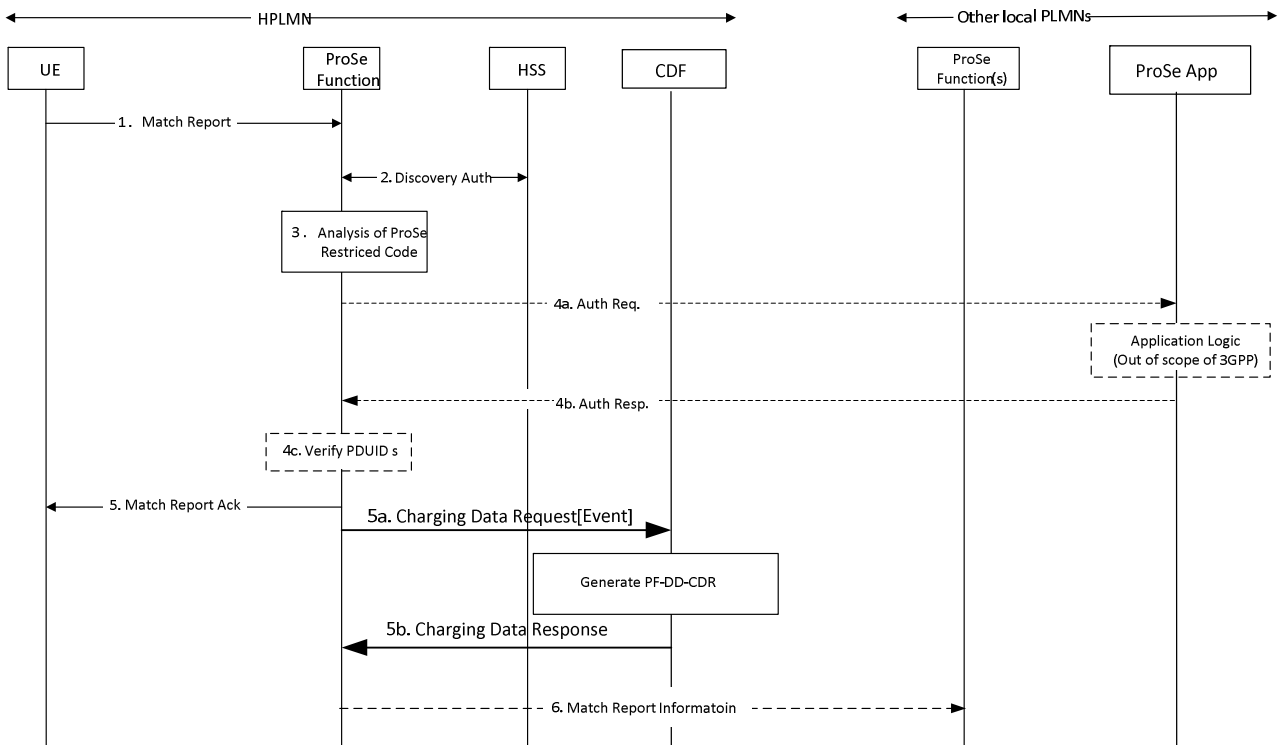 HPLMN
Other local PLMNs
UE
ProSe
Function
HSS
CDF
ProSe
Function(s)
ProSe App
1. Match Report
2. Discovery Auth
3. Analysis of ProSe
Restriced Code
4a. Auth Req.
Application Logic
(Out of scope of 3GPP)
4b. Auth Resp.
4c. Verify PDUID s
5. Match Report Ack
5a. Charging Data Request[Event]
Generate PF-DD-CDR
5b. Charging Data Response
6. Match Report Informatoin